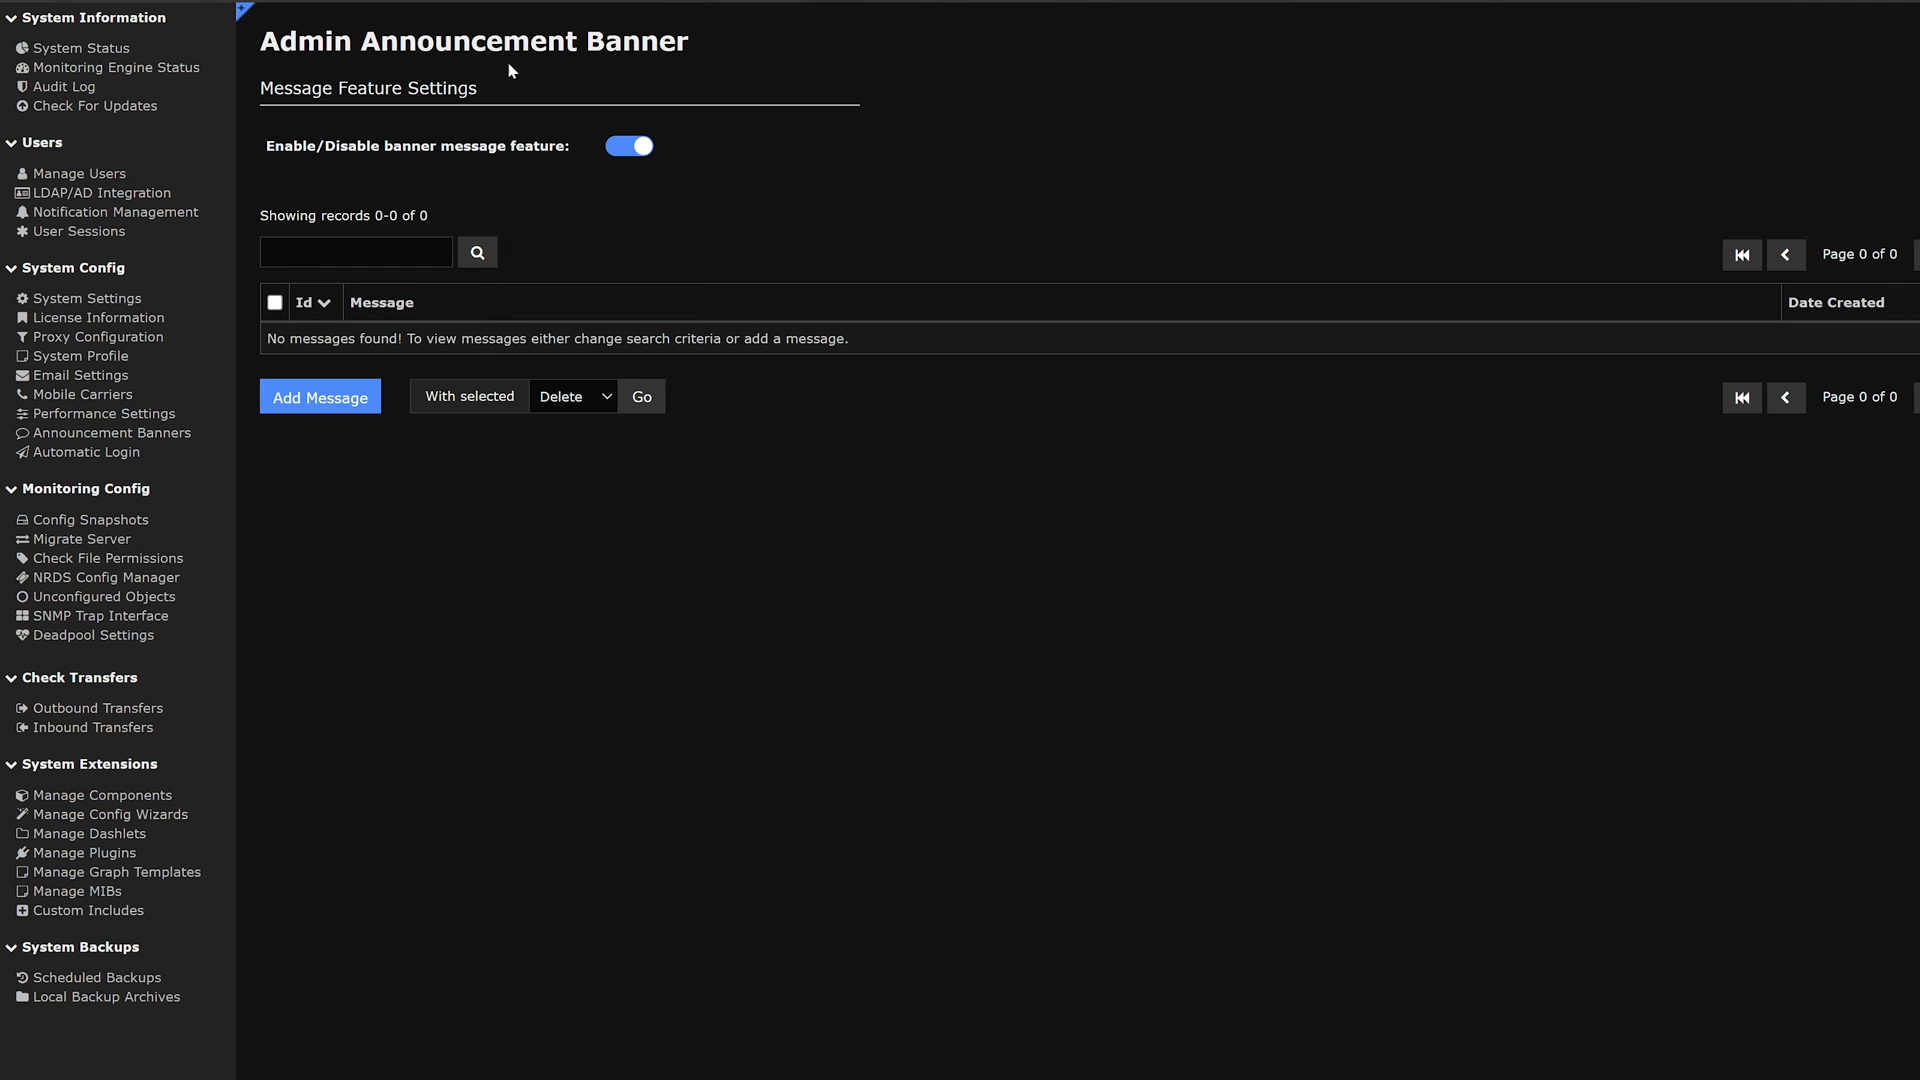 System Information
System Status
Monitoring Engine Status
Audit Log
Check For Updates
Users
Manage Users
LDAP/AD Integration
Notification Management
User Sessions
System Config
System Settings
License Information
Proxy Configuration
System Profile
Email Settings
Mobile Carriers
Performance Settings
Announcement Banners
Automatic Login
Monitoring Config
Config Snapshots
Migrate Server
Check File Permissions
NRDS Config Manager
Unconfigured Objects
SNMP Trap Interface
Deadpool Settings
Check Transfers
Outbound Transfers
Inbound Transfers
System Extensions
Manage Components
Manage Config Wizards
Manage Dashlets
Manage Plugins
Manage Graph Templates
Manage MIBs
Custom Includes
System Backups
Scheduled Backups
Local Backup Archives
Admin Announcement Banner
Message Feature Settings
Enable/Disable banner message feature:
Showing records 0-0 of 0
Page 0 of 0
Id Message Date Created
No messages found! To view messages either change search criteria or add a message.
Add Message With selected Delete Go Page 0 of 0